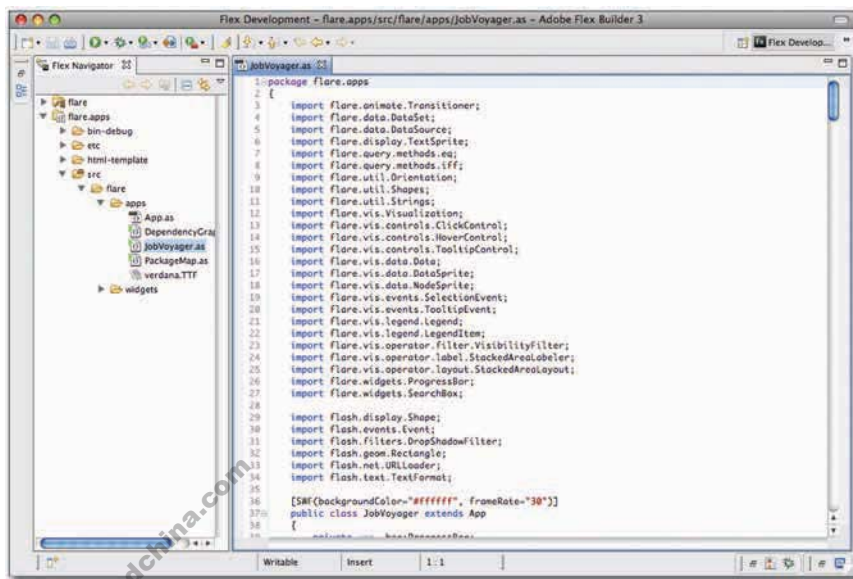 Flex Development - flare.apps/src/flare/apps/JobVoyager.as - Adobe Flex Builder 3
Flex Develop...
Flex Navigator
JobVoyager.as
flare
flare.apps
bin-debug
etc
html-template
src
flare
apps
App.as
DependencyGra
JobVoyager.as
PackageMap.as
verdana.TTF
widgets
1 package flare.apps
2 {
3 import flare.animate.Transitioner;
4 import flare.data.DataSet;
5 import flare.data.DataSource;
6 import flare.display.TextSprite;
7 import flare.query.methods.eq;
8 import flare.query.methods.iff;
9 import flare.util.Orientation;
10 import flare.util.Shapes;
11 import flare.util.Strings;
12 import flare.vis.Visualization;
13 import flare.vis.controls.ClickControl;
14 import flare.vis.controls.HoverControl;
15 import flare.vis.controls.TooltipControl;
16 import flare.vis.data.Data;
17 import flare.vis.data.DataSprite;
18 import flare.vis.data.NodeSprite;
19 import flare.vis.events.SelectionEvent;
20 import flare.vis.events.TooltipEvent;
21 import flare.vis.legend.Legend;
22 import flare.vis.legend.LegendItem;
23 import flare.vis.operator.filter.VisibilityFilter;
24 import flare.vis.operator.label.StackedAreaLabeler;
25 import flare.vis.operator.layout.StackedAreaLayout;
26 import flare.widgets.ProgressBar;
27 import flare.widgets.SearchBox;
28
29 import flash.display.Shape;
30 import flash.events.Event;
31 import flash.filters.DropShadowFilter;
32 import flash.geom.Rectangle;
33 import flash.net.URLLoader;
34 import flash.text.TextFormat;
35
36 [SWF(backgroundColor="#ffffff", frameRate="30")]
37 public class JobVoyager extends App
38 {
Writable
Insert
1 : 1
dchina.com